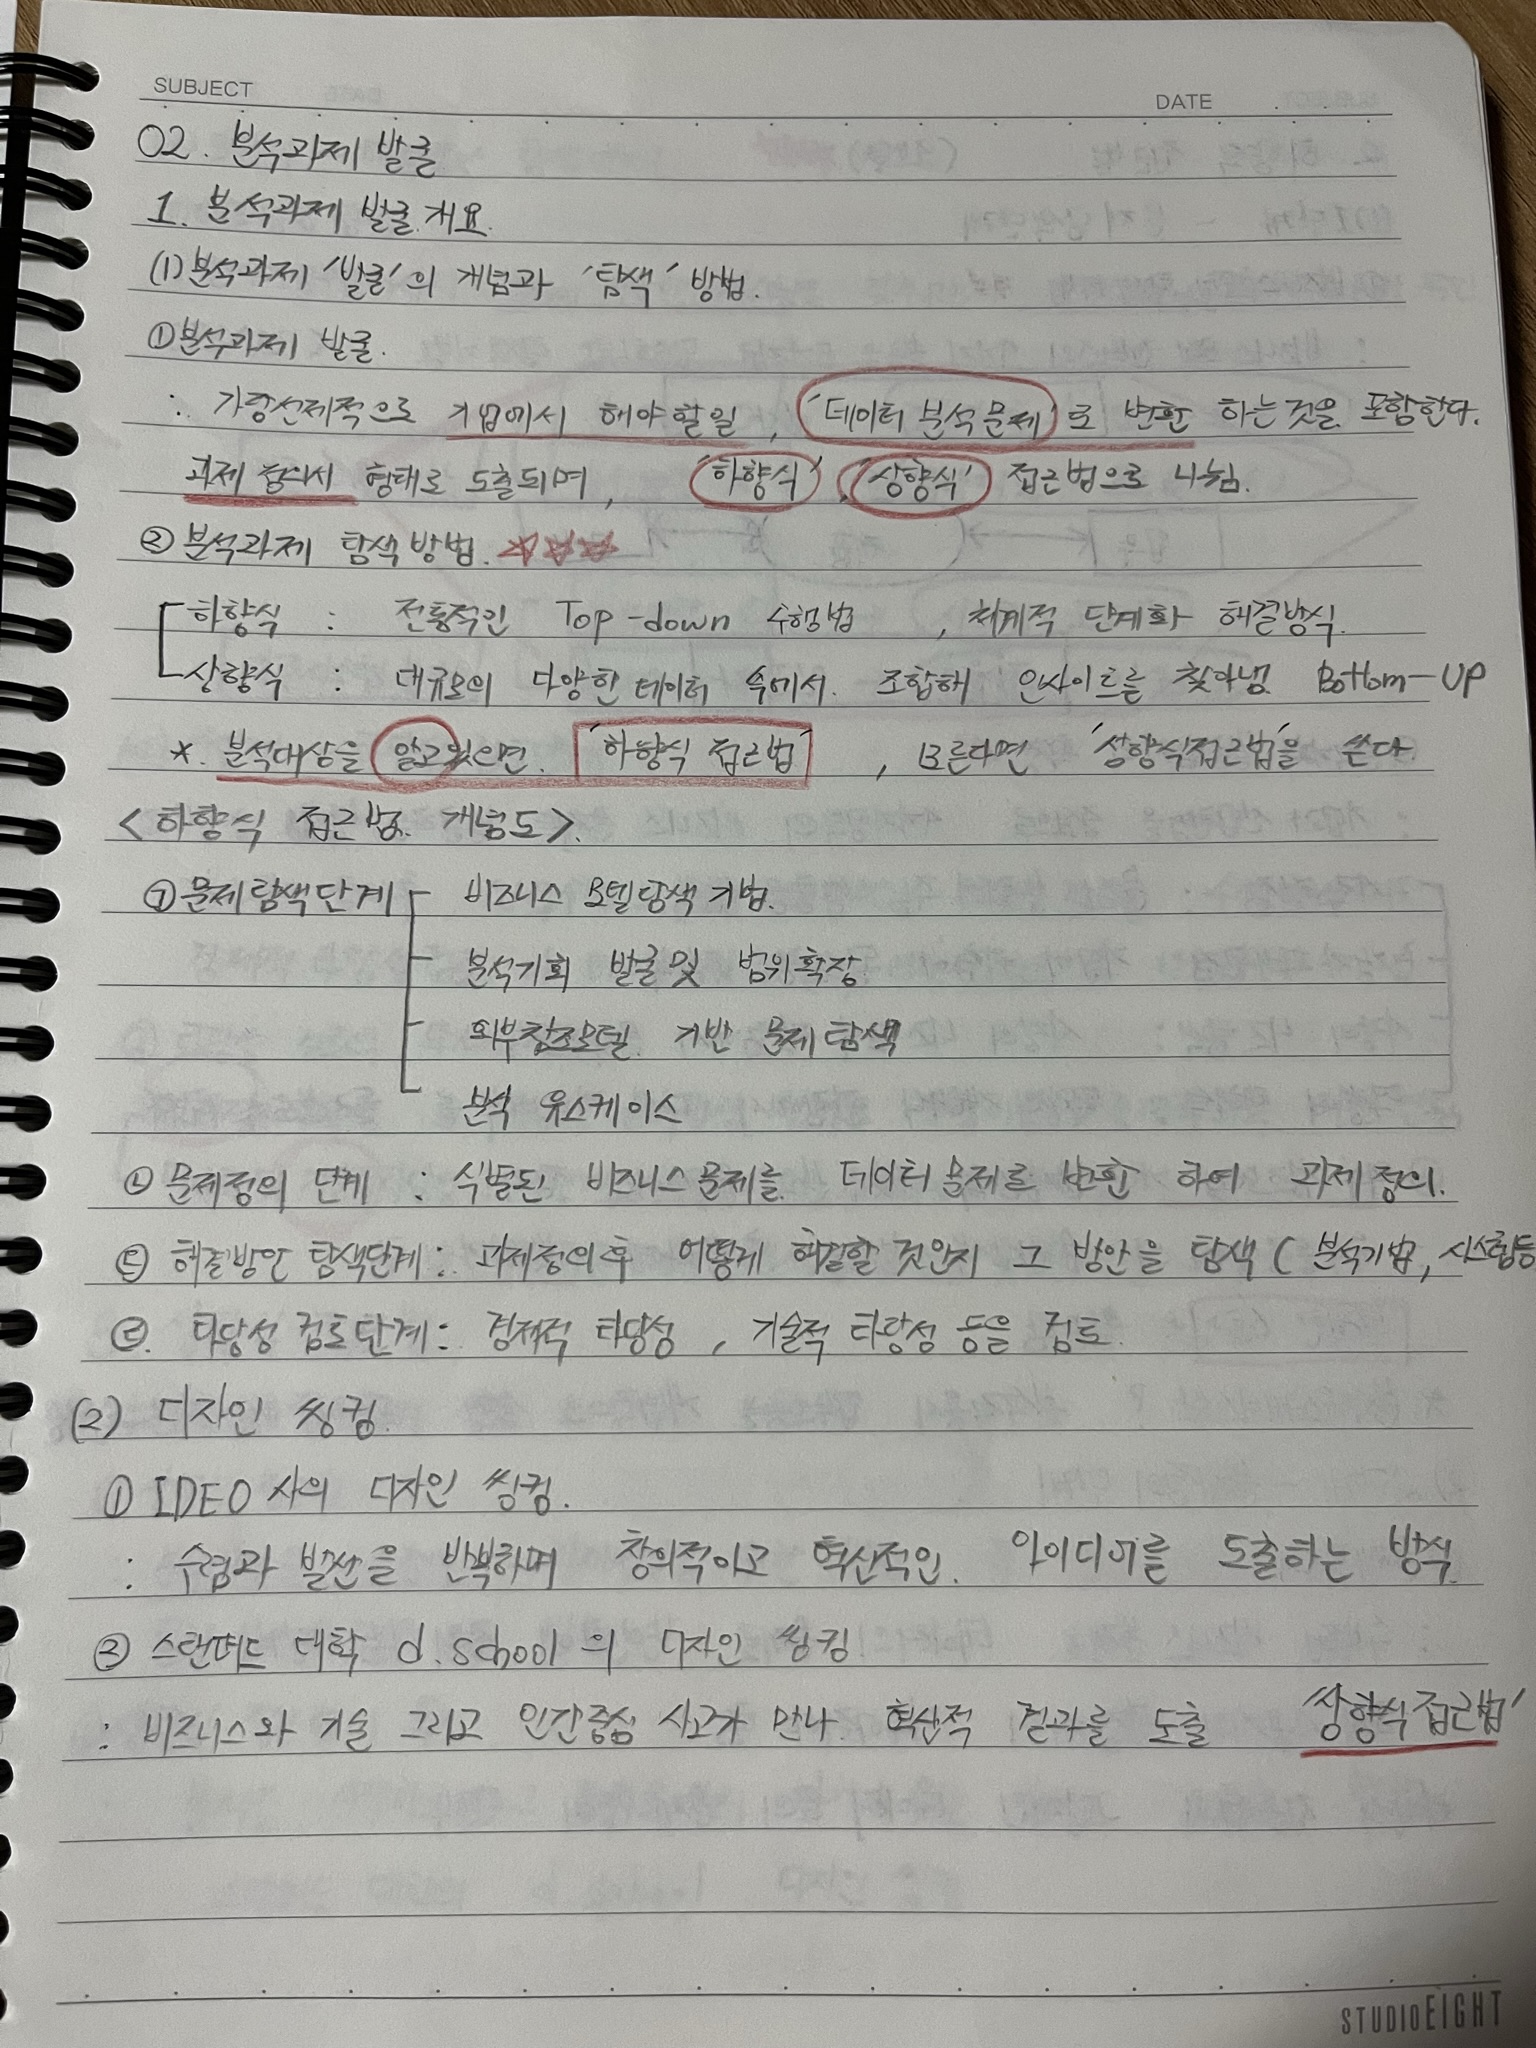 SUBJECT
DATE . .
02. 분석과제 발굴
1. 분석과제 발굴 개요.
(1) 분석과제 '발굴'의 개념과 '탐색' 방법.
① 분석과제 발굴.
: 가장선제적으로 기업에서 해야할일, '데이터 분석문제'로 변환 하는것을 포함한다.
과제 정의서 형태로 도출되며, '하향식', '상향식' 접근법으로 나뉨.
② 분석과제 탐색방법. ☆☆☆
하향식 : 전통적인 Top-down 수행법, 체계적 단계화 해결방식.
상향식 : 대규모의 다양한 데이터 속에서 조합해 인사이트를 찾아냄. Bottom-UP
* 분석대상을 알고있으면 '하향식 접근법', 모른다면 '상향식접근법'을 쓴다.
<하향식 접근법 개념도>.
㉠ 문제탐색단계 비즈니스 모델탐색 기법.
분석기회 발굴 및 범위확장
외부참조모델 기반 문제탐색
분석 유스케이스
㉡ 문제정의 단계 : 식별된 비즈니스문제를 데이터 문제로 변환 하여 과제정의.
㉢ 해결방안 탐색단계 : 과제정의후 어떻게 해결할 것인지 그 방안을 탐색 ( 분석기법, 시스템등
㉣. 타당성 검토단계 : 경제적 타당성, 기술적 타당성 등을 검토.
(2) 디자인 씽킹.
① IDEO사의 디자인 씽킹.
: 수렴과 발산을 반복하며 창의적이고 혁신적인 아이디어를 도출하는 방식.
② 스탠퍼드 대학 d.school의 디자인 씽킹
: 비즈니스와 기술 그리고 인간중심 사고가 만나 혁신적 결과를 도출 '상향식접근법'
STUDIOEIGHT